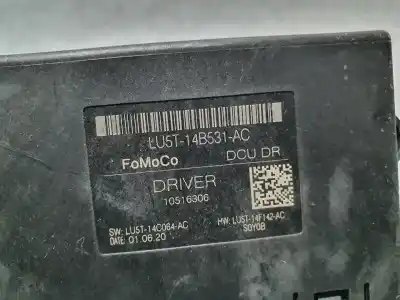 LU5T-14B531-AC
FoMoCo DCU DR
DRIVER
10516306
SW: LU5T-14C064-AC HW: LU5T-14F142-AC
DATE: 01.06.20 S0Y0B